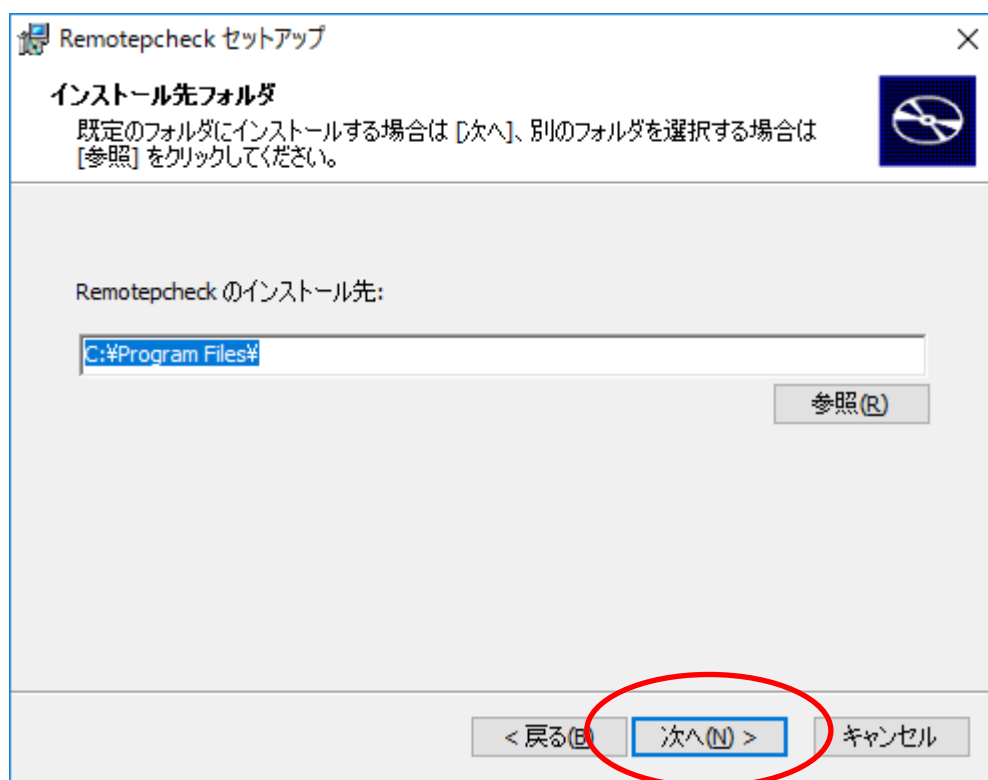 Remotepcheck セットアップ
インストール先フォルダ
既定のフォルダにインストールする場合は [次へ]、別のフォルダを選択する場合は
[参照] をクリックしてください。
Remotepcheck のインストール先:
C:¥Program Files¥
参照(R)
< 戻る(B)
次へ(N) >
キャンセル